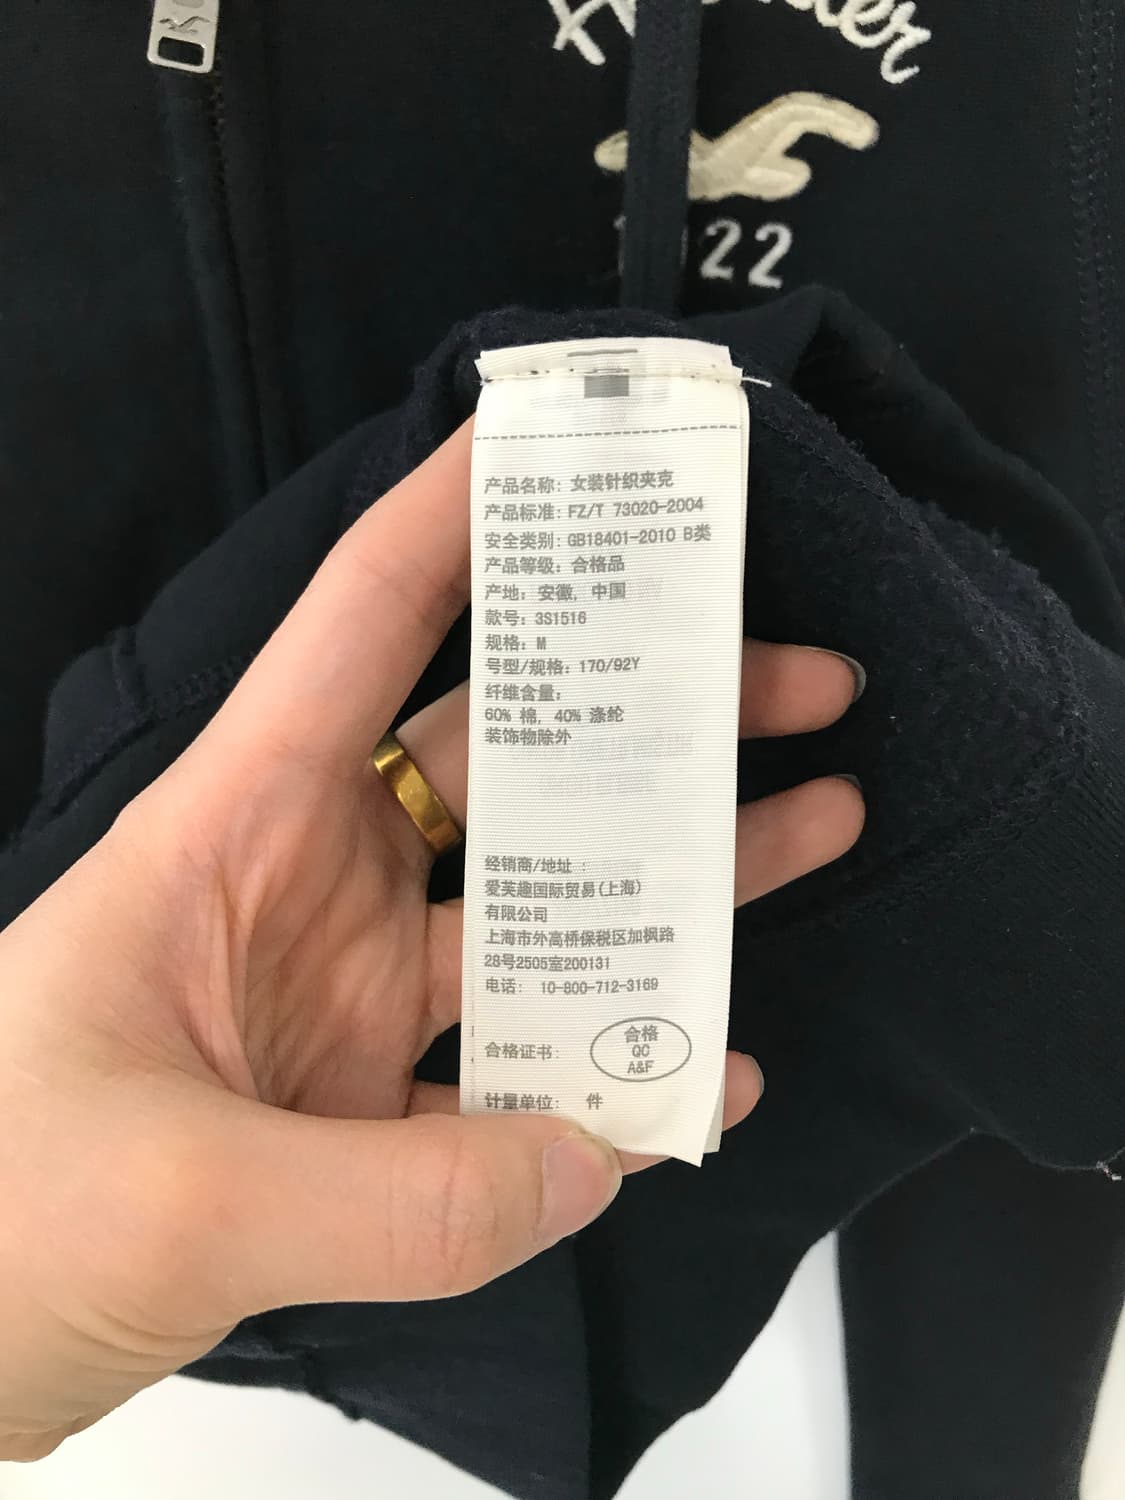 22
产品名称: 女装针织夹克
产品标准: FZ/T 73020-2004
安全类别: GB18401-2010 B类
产品等级: 合格品
产地: 安徽, 中国
款号: 3S1516
规格: M
号型/规格: 170/92Y
纤维含量:
60% 棉, 40% 涤纶
装饰物除外
经销商/地址 :
爱芙趣国际贸易(上海)
有限公司
上海市外高桥保税区加枫路
28号2505室200131
电话: 10-800-712-3169
合格证书:
合格
QC
A&F
计量单位: 件